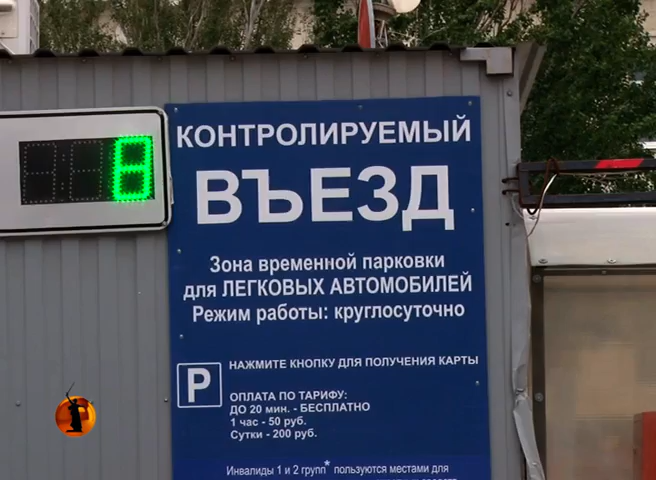 8
КОНТРОЛИРУЕМЫЙ
ВЪЕЗД
Зона временной парковки
для ЛЕГКОВЫХ АВТОМОБИЛЕЙ
Режим работы: круглосуточно
P
НАЖМИТЕ КНОПКУ ДЛЯ ПОЛУЧЕНИЯ КАРТЫ
ОПЛАТА ПО ТАРИФУ:
ДО 20 мин. - БЕСПЛАТНО
1 час - 50 руб.
Сутки - 200 руб.
Инвалиды 1 и 2 групп* пользуются местами для